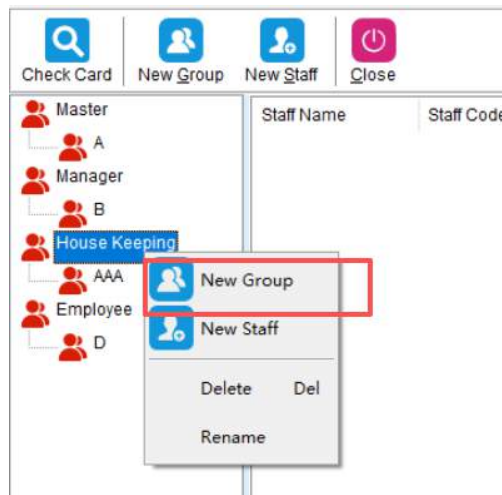 Check Card New Group New Staff Close
Master
A
Manager
B
House Keeping
AAA
Employee
D
Staff Name Staff Code
New Group
New Staff
Delete Del
Rename